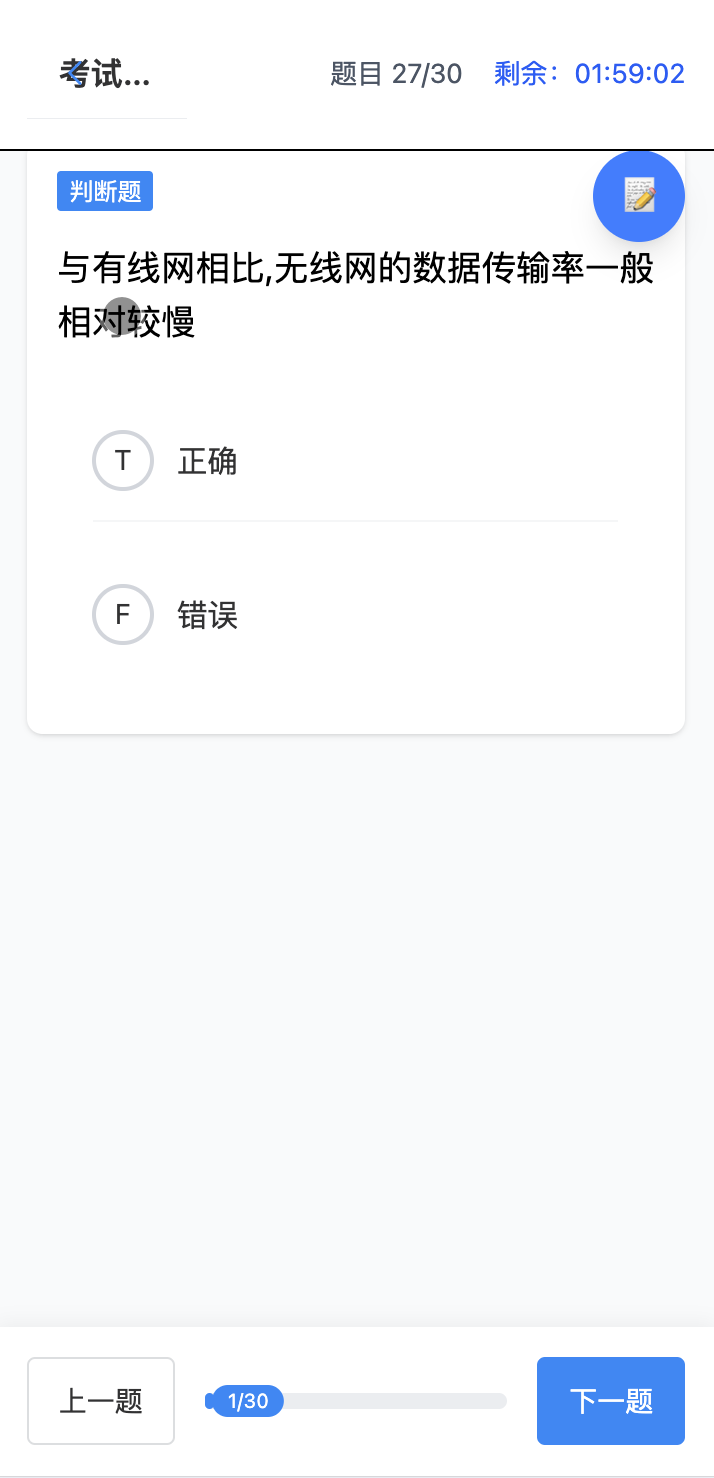 考试...
题目 27/30
剩余：01:59:02
判断题
与有线网相比,无线网的数据传输率一般
相对较慢
T 正确
F 错误
上一题
1/30
下一题